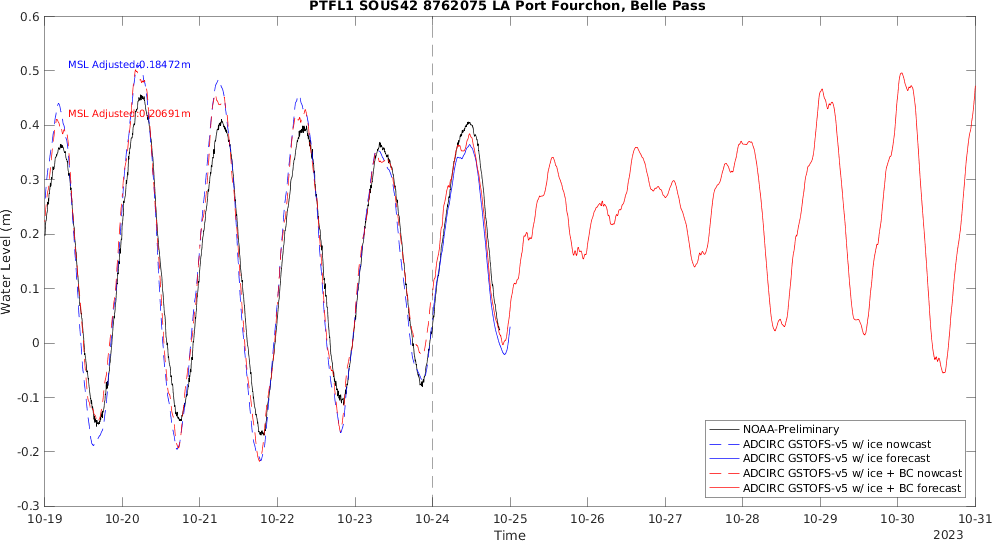 PTFL1 SOUS42 8762075 LA Port Fourchon, Belle Pass
0.6
0.5
0.4
0.3
0.2
0.1
0
-0.1
-0.2
-0.3
Water Level (m)
MSL Adjusted:0.18472m
MSL Adjusted:0.20691m
NOAA-Preliminary
ADCIRC GSTOFS-v5 w/ ice nowcast
ADCIRC GSTOFS-v5 w/ ice forecast
ADCIRC GSTOFS-v5 w/ ice + BC nowcast
ADCIRC GSTOFS-v5 w/ ice + BC forecast
10-19 10-20 10-21 10-22 10-23 10-24 10-25 10-26 10-27 10-28 10-29 10-30 10-31
Time
2023